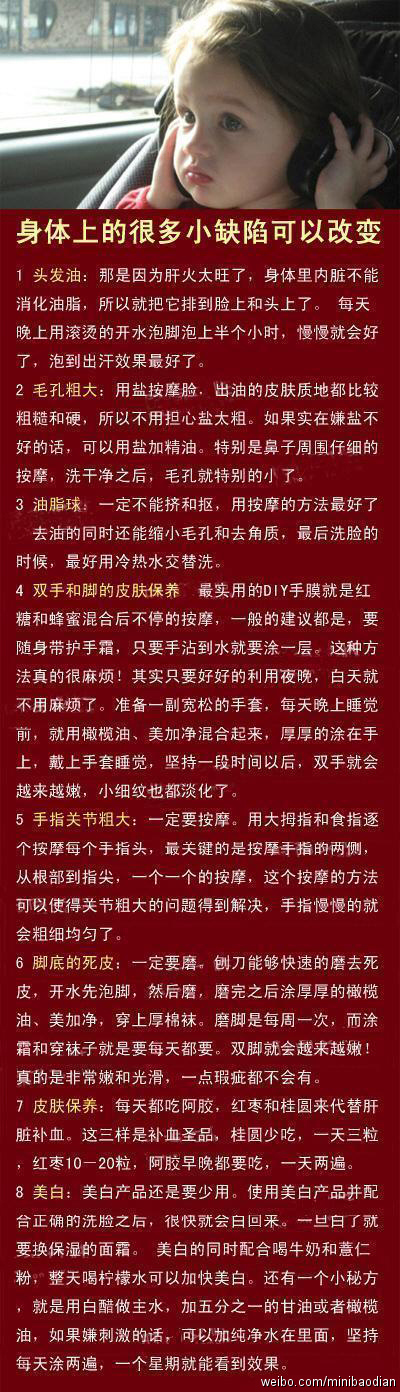 身体上的很多小缺陷可以改变
1 头发油：那是因为肝火太旺了，身体里内脏不能
消化油脂，所以就把它排到脸上和头上了。 每天
晚上用滚烫的开水泡脚泡上半个小时，慢慢就会好
了，泡到出汗效果最好了。
2 毛孔粗大：用盐按摩脸，出油的皮肤质地都比较
粗糙和硬，所以不用担心盐太粗。如果实在嫌盐不
好的话，可以用盐加精油。特别是鼻子周围仔细的
按摩，洗干净之后，毛孔就特别的小了。
3 油脂球：一定不能挤和抠，用按摩的方法最好了
 去油的同时还能缩小毛孔和去角质，最后洗脸的
时候，最好用冷热水交替洗。
4 双手和脚的皮肤保养 最实用的DIY手膜就是红
糖和蜂蜜混合后不停的按摩，一般的建议都是，要
随身带护手霜，只要手沾到水就要涂一层。这种方
法真的很麻烦！其实只要好好的利用夜晚，白天就
不用麻烦了。准备一副宽松的手套，每天晚上睡觉
前，就用橄榄油、美加净混合起来，厚厚的涂在手
上，戴上手套睡觉，坚持一段时间以后，双手就会
越来越嫩，小细纹也都淡化了。
5 手指关节粗大：一定要按摩。用大拇指和食指逐
个按摩每个手指头，最关键的是按摩手指的两侧，
从根部到指尖，一个一个的按摩，这个按摩的方法
可以使得关节粗大的问题得到解决，手指慢慢的就
会粗细均匀了。
6 脚底的死皮：一定要磨。刨刀能够快速的磨去死
皮，开水先泡脚，然后磨，磨完之后涂厚厚的橄榄
油、美加净，穿上厚棉袜。磨脚是每周一次，而涂
霜和穿袜子就是要每天都要。双脚就会越来越嫩！
真的是非常嫩和光滑，一点瑕疵都不会有。
7 皮肤保养：每天都吃阿胶，红枣和桂圆来代替肝
脏补血。这三样是补血圣品，桂圆少吃，一天三粒
，红枣10－20粒，阿胶早晚都要吃，一天两遍。
8 美白：美白产品还是要少用。使用美白产品并配
合正确的洗脸之后，很快就会白回来。一旦白了就
要换保湿的面霜。 美白的同时配合喝牛奶和薏仁
粉，整天喝柠檬水可以加快美白。还有一个小秘方
，就是用白醋做主水，加五分之一的甘油或者橄榄
油，如果嫌刺激的话，可以加纯净水在里面，坚持
每天涂两遍，一个星期就能看到效果。
weibo.com/minibaodian